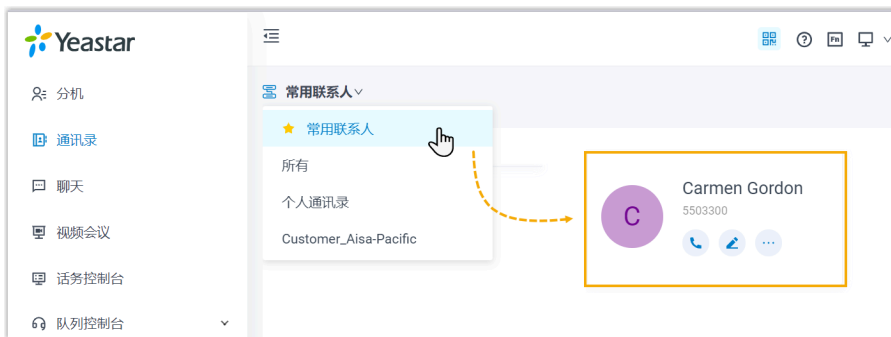 Yeastar
分机
通讯录
聊天
视频会议
话务控制台
队列控制台
Fn
常用联系人
常用联系人
所有
个人通讯录
Customer_Aisa-Pacific
C
Carmen Gordon
5503300